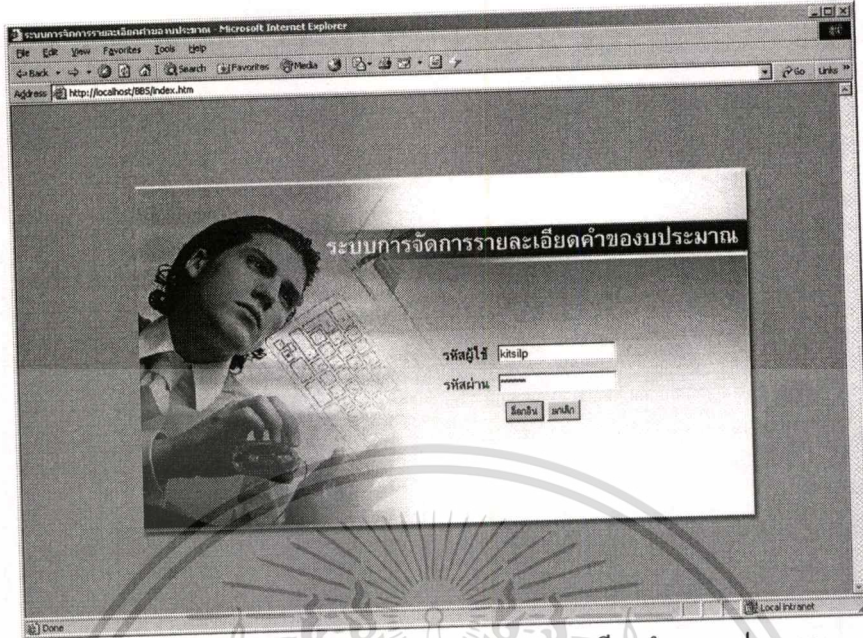 ระบบการจัดการรายละเอียดคำของบประมาณ - Microsoft Internet Explorer
File Edit View Favorites Tools Help
Back Search Favorites Media
Address http://localhost/BBS/index.htm Go Links
ระบบการจัดการรายละเอียดคำของบประมาณ
รหัสผู้ใช้ kitsilp
รหัสผ่าน
ล็อกอิน ยกเลิก
Done Local intranet